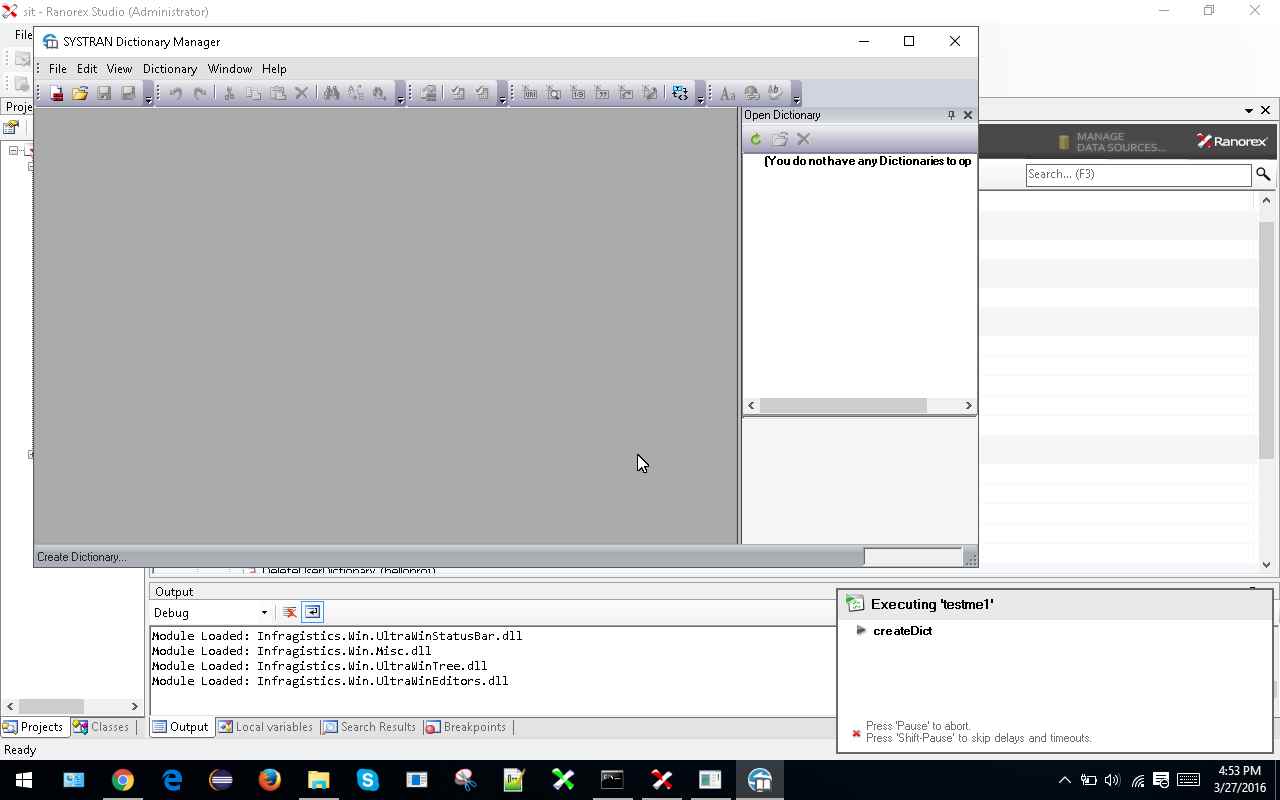 sit - Ranorex Studio (Administrator)
File
SYSTRAN Dictionary Manager
File Edit View Dictionary Window Help
Proje
Open Dictionary
(You do not have any Dictionaries to op
MANAGE
DATA SOURCES...
Ranorex
Search... (F3)
Create Dictionary...
DeleteUserDictionary (hellopro)
Output
Debug
Module Loaded: Infragistics.Win.UltraWinStatusBar.dll
Module Loaded: Infragistics.Win.Misc.dll
Module Loaded: Infragistics.Win.UltraWinTree.dll
Module Loaded: Infragistics.Win.UltraWinEditors.dll
Executing 'testme1'
createDict
Press 'Pause' to abort.
Press 'Shift-Pause' to skip delays and timeouts.
Projects Classes
Output Local variables Search Results Breakpoints
Ready
4:53 PM
3/27/2016